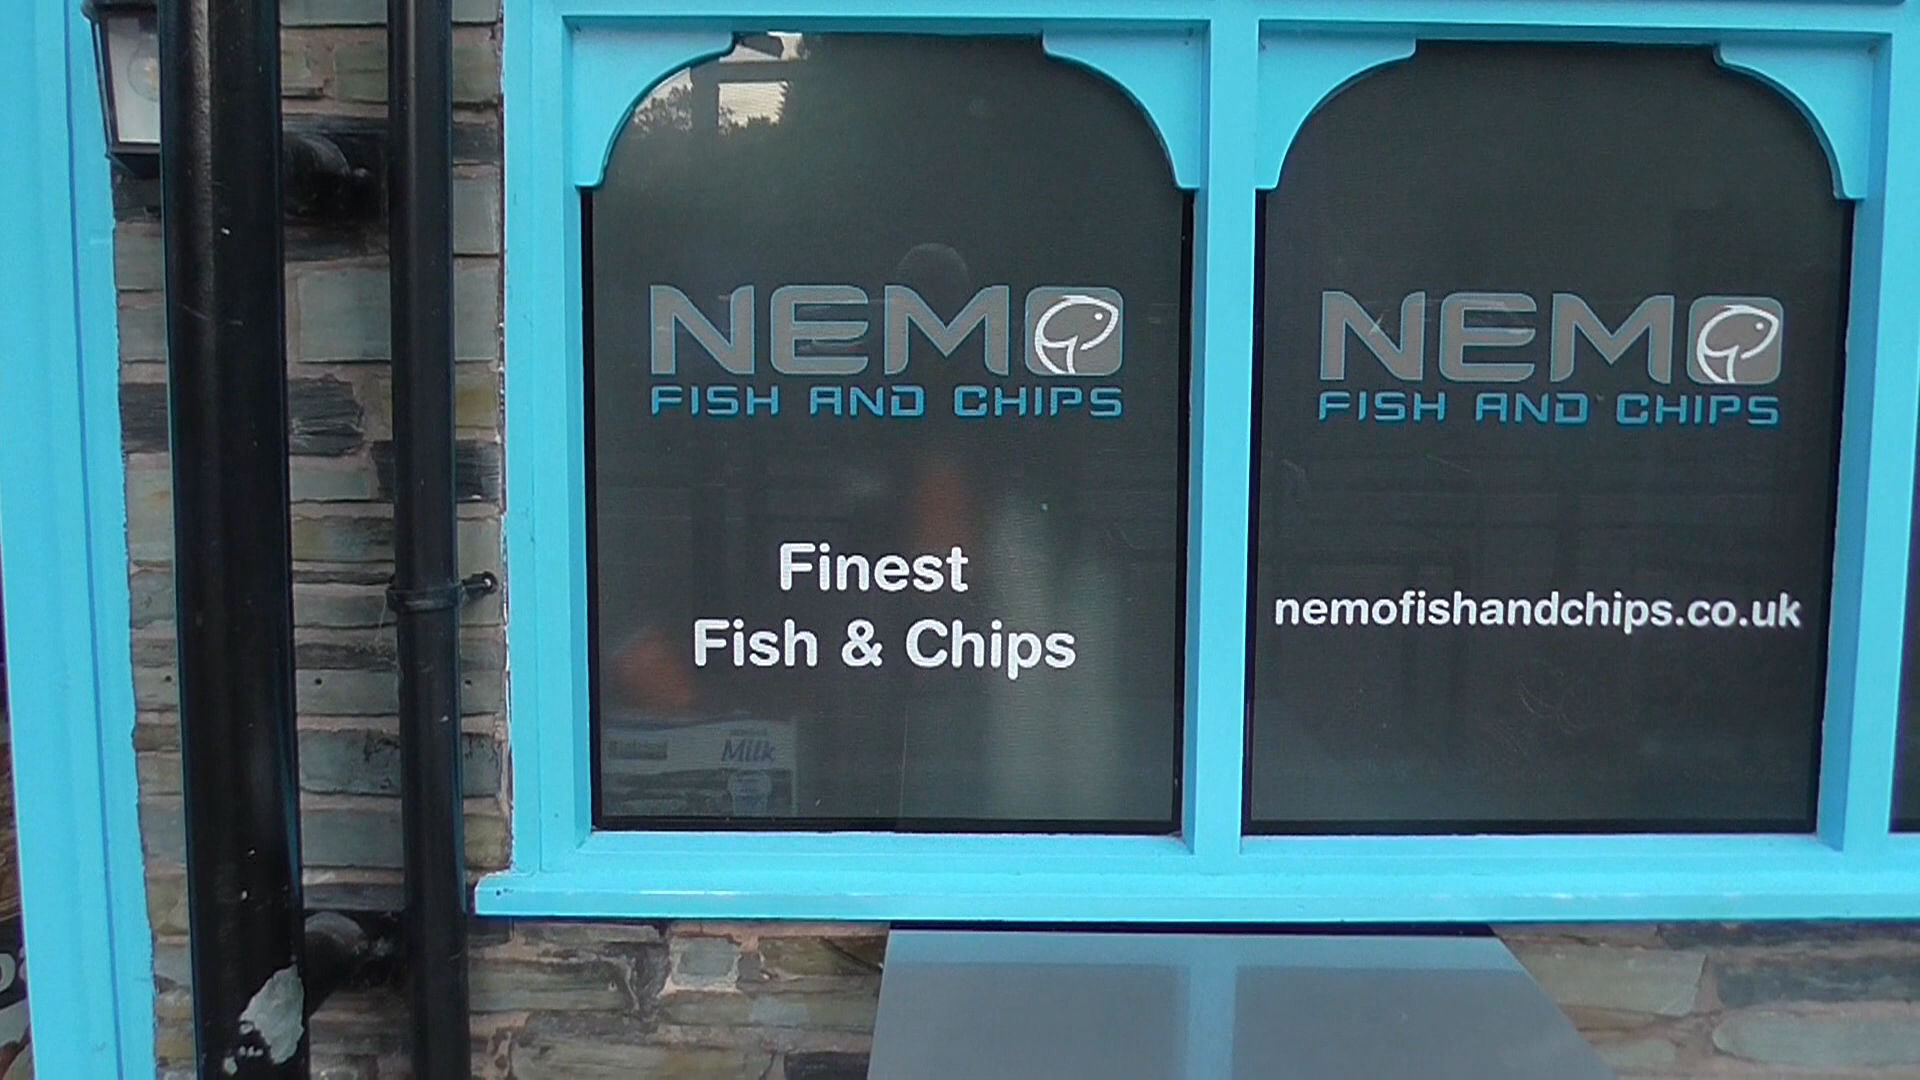 NEMO
FISH AND CHIPS
Finest
Fish & Chips
Milk
NEMO
FISH AND CHIPS
nemofishandchips.co.uk